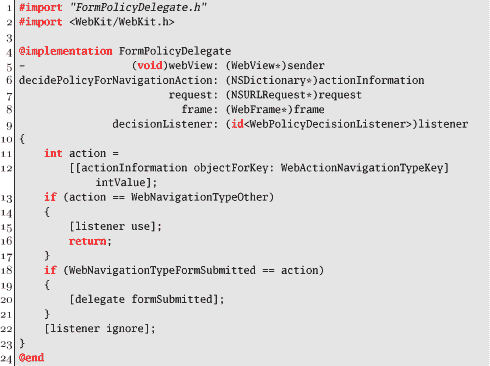 1 #import "FormPolicyDelegate.h"
2 #import <WebKit/WebKit.h>
3
4 @implementation FormPolicyDelegate
5 - (void)webView: (WebView*)sender
6 decidePolicyForNavigationAction: (NSDictionary*)actionInformation
7 request: (NSURLRequest*)request
8 frame: (WebFrame*)frame
9 decisionListener: (id<WebPolicyDecisionListener>)listener
10 {
11 int action =
12 [[actionInformation objectForKey: WebActionNavigationTypeKey]
intValue];
13 if (action == WebNavigationTypeOther)
14 {
15 [listener use];
16 return;
17 }
18 if (WebNavigationTypeFormSubmitted == action)
19 {
20 [delegate formSubmitted];
21 }
22 [listener ignore];
23 }
24 @end